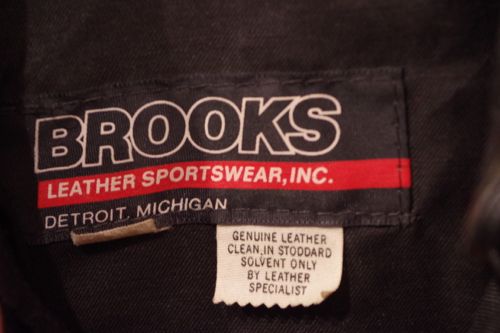 BROOKS
LEATHER SPORTSWEAR, INC.
DETROIT, MICHIGAN
GENUINE LEATHER
CLEAN, IN STODDARD
SOLVENT ONLY
BY LEATHER
SPECIALIST